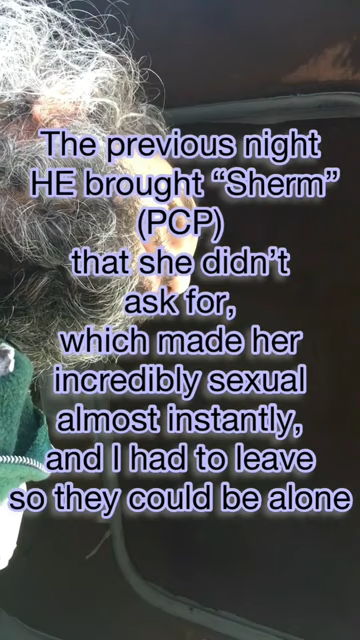 The previous night
HE brought “Sherm”
(PCP)
that she didn’t
ask for,
which made her
incredibly sexual
almost instantly,
and I had to leave
so they could be alone